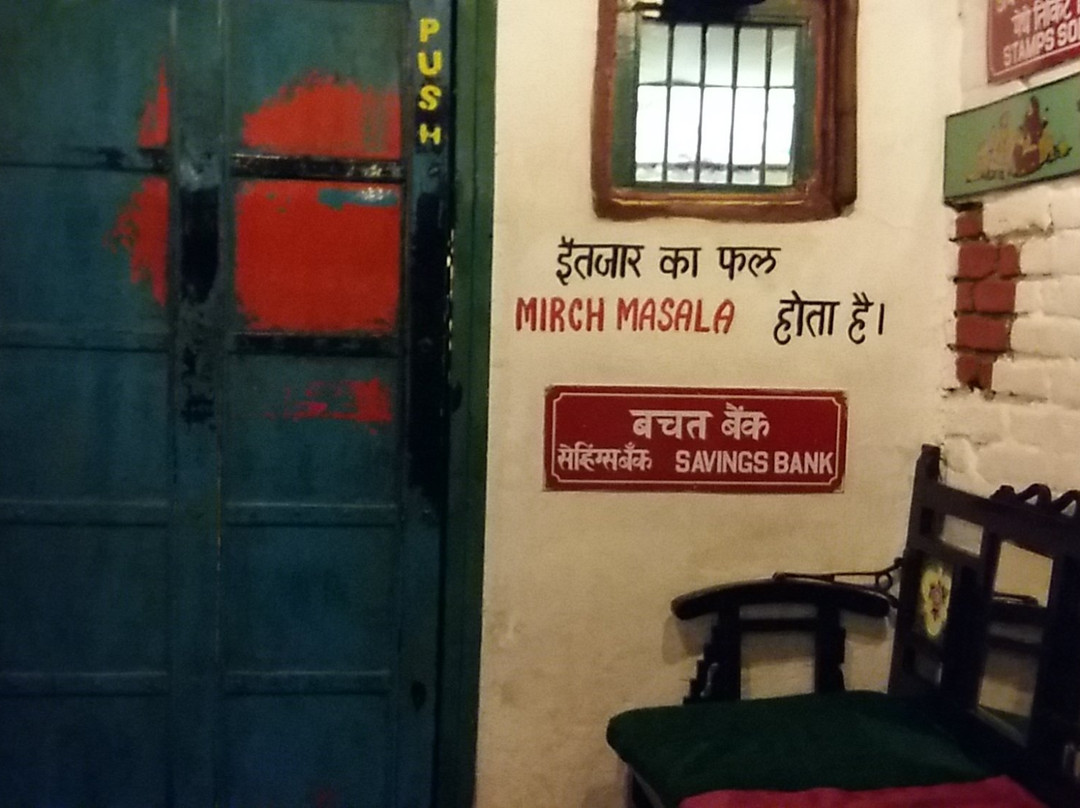 PUSH
येथे तिकिट
STAMPS SO
इँतजार का फल
MIRCH MASALA होता है।
बचत बैंक
सेव्हिंग्सबँक SAVINGS BANK